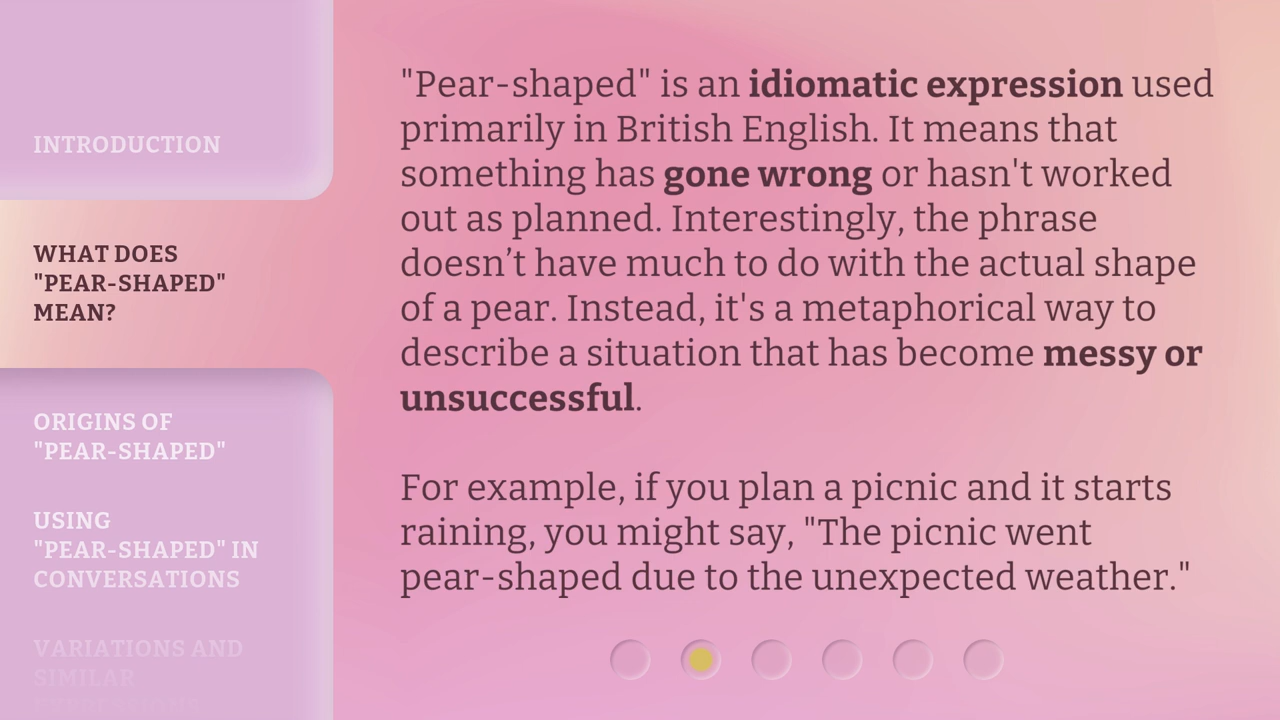 INTRODUCTION
WHAT DOES
"PEAR-SHAPED"
MEAN?
ORIGINS OF
"PEAR-SHAPED"
USING
"PEAR-SHAPED" IN
CONVERSATIONS
VARIATIONS AND
SIMILAR
"Pear-shaped" is an idiomatic expression used
primarily in British English. It means that
something has gone wrong or hasn't worked
out as planned. Interestingly, the phrase
doesn’t have much to do with the actual shape
of a pear. Instead, it's a metaphorical way to
describe a situation that has become messy or
unsuccessful.
For example, if you plan a picnic and it starts
raining, you might say, "The picnic went
pear-shaped due to the unexpected weather."